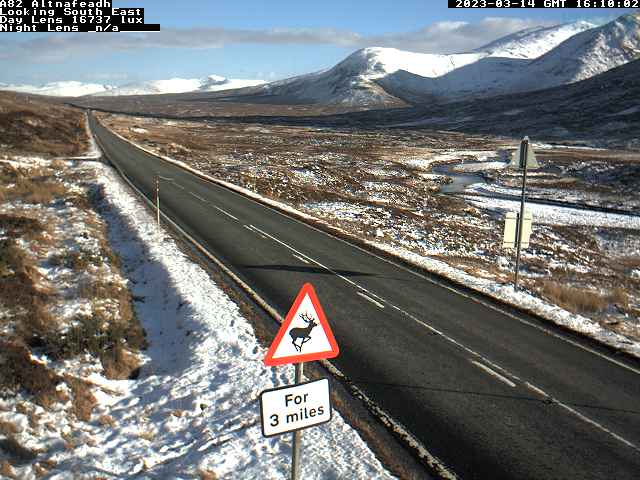 A82 Altnafeadh
Looking South East
Day Lens 16737 lux
Night Lens _n/a
2023-03-14 GMT 16:10:02
For
3 miles